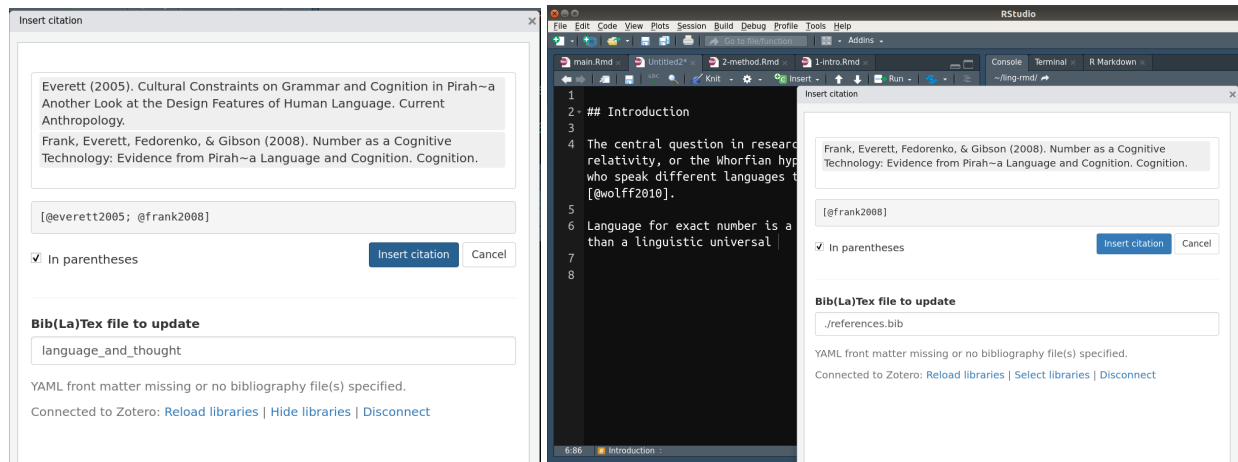 Insert citation
×
Everett (2005). Cultural Constraints on Grammar and Cognition in Pirah~a
Another Look at the Design Features of Human Language. Current
Anthropology.
Frank, Everett, Fedorenko, & Gibson (2008). Number as a Cognitive
Technology: Evidence from Pirah~a Language and Cognition. Cognition.
[@everett2005; @frank2008]
In parentheses
Insert citation
Cancel
Bib(La)Tex file to update
language_and_thought
YAML front matter missing or no bibliography file(s) specified.
Connected to Zotero: Reload libraries | Hide libraries | Disconnect
RStudio
File Edit Code View Plots Session Build Debug Profile Tools Help
Go to file/function
Addins
main.Rmd × Untitled2* × 2-method.Rmd × 1-intro.Rmd ×
Console Terminal × R Markdown ×
ABC Knit Insert Run
~/ling-rmd/
1
2 ## Introduction
3
4 The central question in researc
relativity, or the Whorfian hyp
who speak different languages t
[@wolff2010].
5
6 Language for exact number is a
than a linguistic universal
7
8
6:86 Introduction :
Insert citation
×
Frank, Everett, Fedorenko, & Gibson (2008). Number as a Cognitive
Technology: Evidence from Pirah~a Language and Cognition. Cognition.
[@frank2008]
In parentheses
Insert citation
Cancel
Bib(La)Tex file to update
./references.bib
YAML front matter missing or no bibliography file(s) specified.
Connected to Zotero: Reload libraries | Select libraries | Disconnect